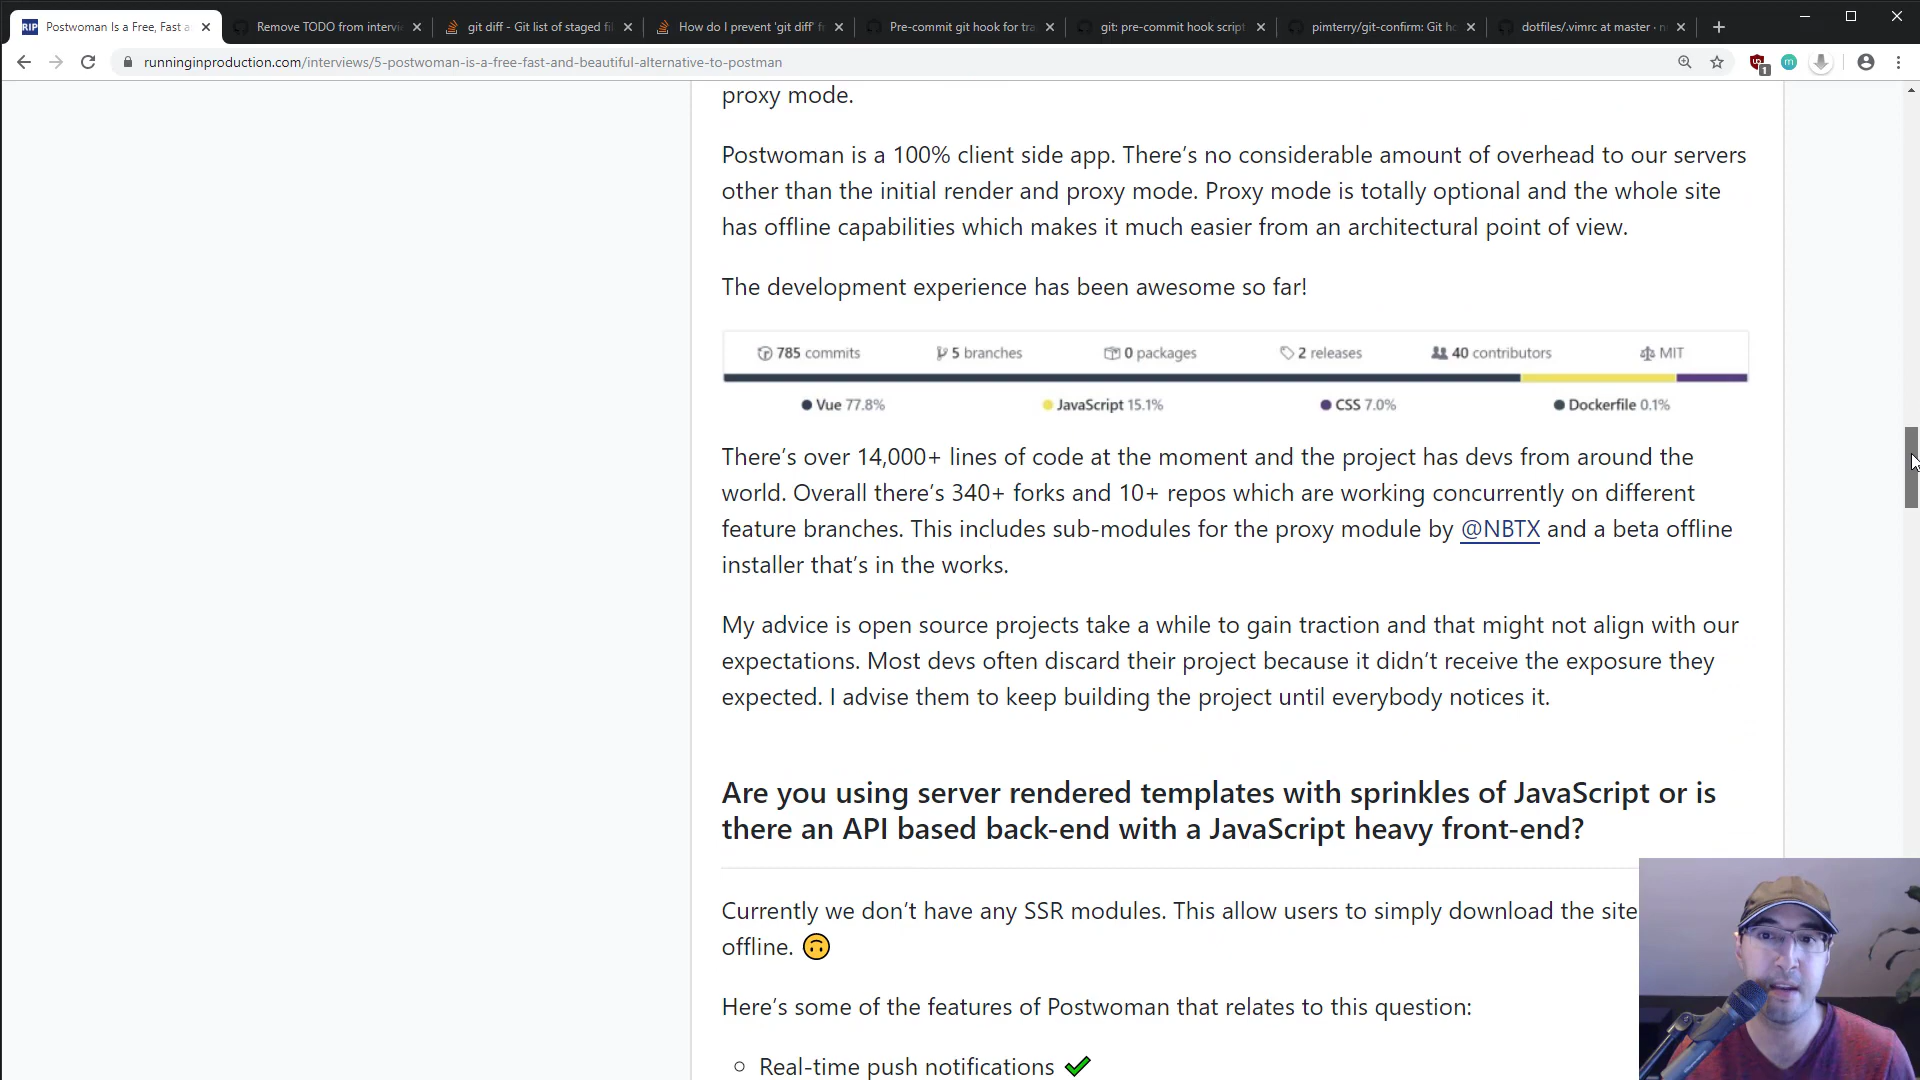 Postwoman Is a Free, Fast a
Remove TODO from intervi
git diff - Git list of staged fi
How do I prevent 'git diff' f
Pre-commit git hook for tra
git: pre-commit hook script
pimterry/git-confirm: Git ho
dotfiles/.vimrc at master · n
runninginproduction.com/interviews/5-postwoman-is-a-free-fast-and-beautiful-alternative-to-postman
proxy mode.
Postwoman is a 100% client side app. There’s no considerable amount of overhead to our servers
other than the initial render and proxy mode. Proxy mode is totally optional and the whole site
has offline capabilities which makes it much easier from an architectural point of view.
The development experience has been awesome so far!
785 commits
5 branches
0 packages
2 releases
40 contributors
MIT
Vue 77.8%
JavaScript 15.1%
CSS 7.0%
Dockerfile 0.1%
There’s over 14,000+ lines of code at the moment and the project has devs from around the
world. Overall there’s 340+ forks and 10+ repos which are working concurrently on different
feature branches. This includes sub-modules for the proxy module by @NBTX and a beta offline
installer that’s in the works.
My advice is open source projects take a while to gain traction and that might not align with our
expectations. Most devs often discard their project because it didn’t receive the exposure they
expected. I advise them to keep building the project until everybody notices it.
Are you using server rendered templates with sprinkles of JavaScript or is
there an API based back-end with a JavaScript heavy front-end?
Currently we don’t have any SSR modules. This allow users to simply download the site
offline.
Here’s some of the features of Postwoman that relates to this question:
Real-time push notifications